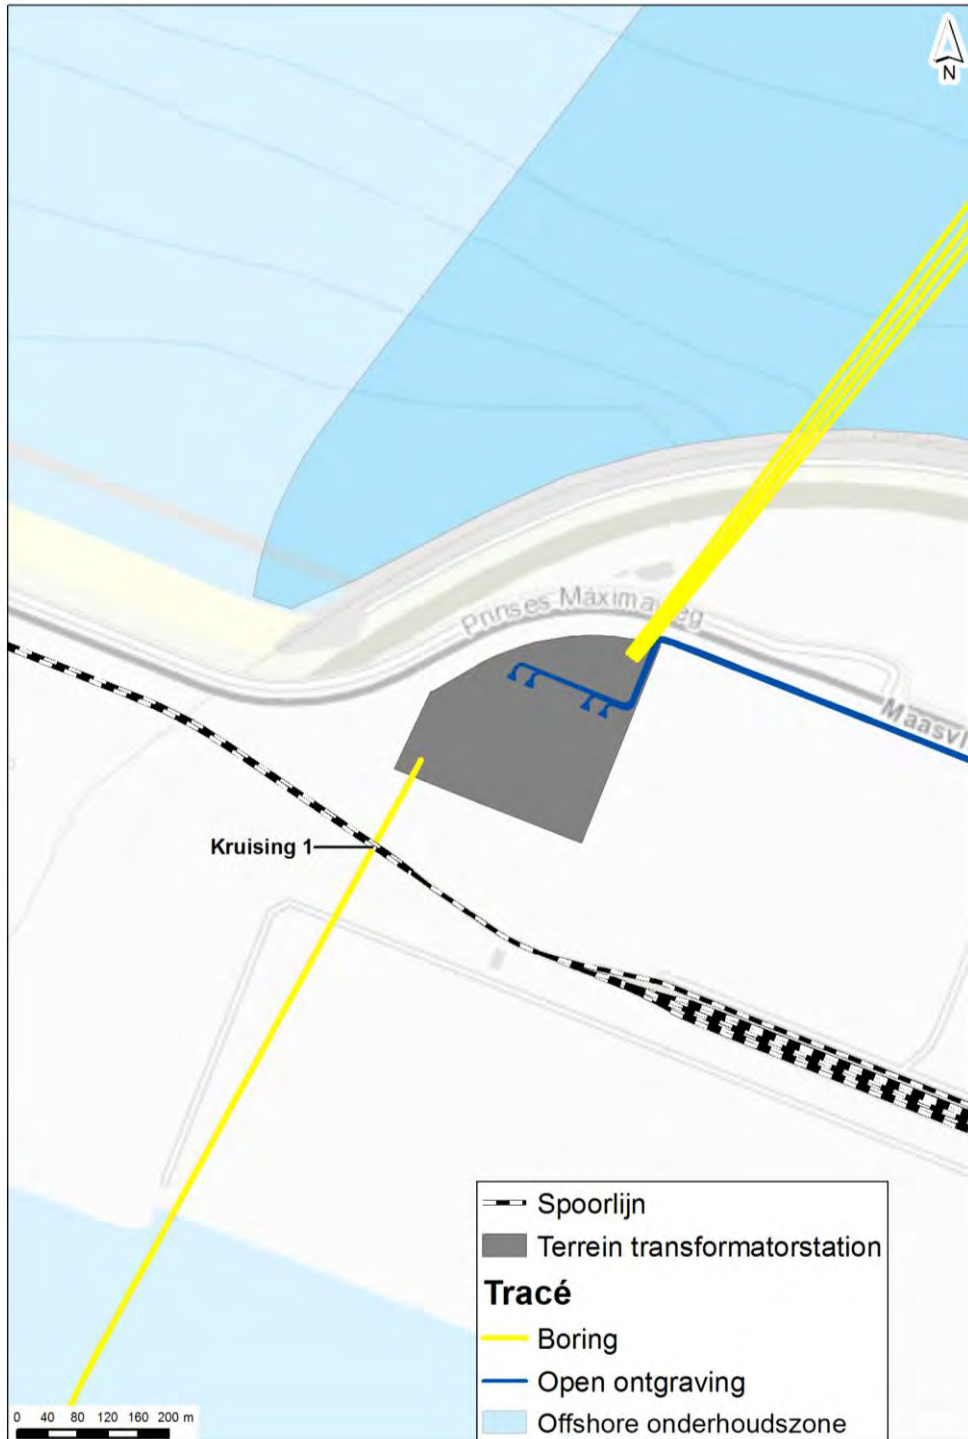 N
Prinses Máximaweg
Maasvl
Kruising 1
Spoorlijn
Terrein transformatorstation
Tracé
Boring
Open ontgraving
Offshore onderhoudszone
0 40 80 120 160 200 m